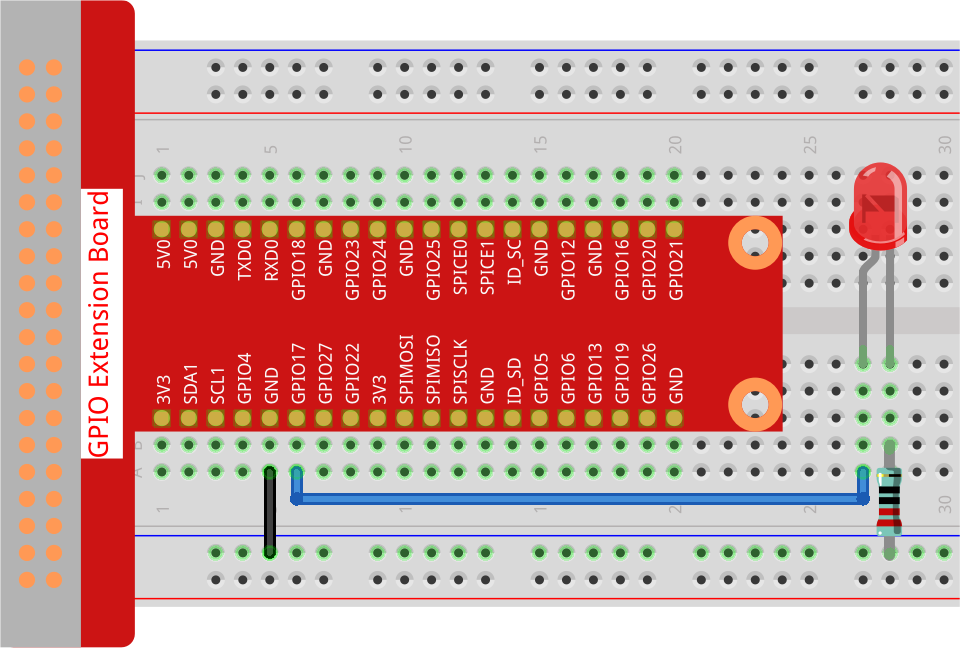 GPIO Extension Board
1 5 10 15 20 25 30
J
I
5V0 5V0 GND TXD0 RXD0 GPIO18 GND GPIO23 GPIO24 GND GPIO25 SPICE0 SPICE1 ID_SC GND GPIO12 GND GPIO16 GPIO20 GPIO21
3V3 SDA1 SCL1 GPIO4 GND GPIO17 GPIO27 GPIO22 3V3 SPIMOSI SPIMISO SPISCLK GND ID_SD GPIO5 GPIO6 GPIO13 GPIO19 GPIO26 GND
B
A
1 1 1 2 2 30